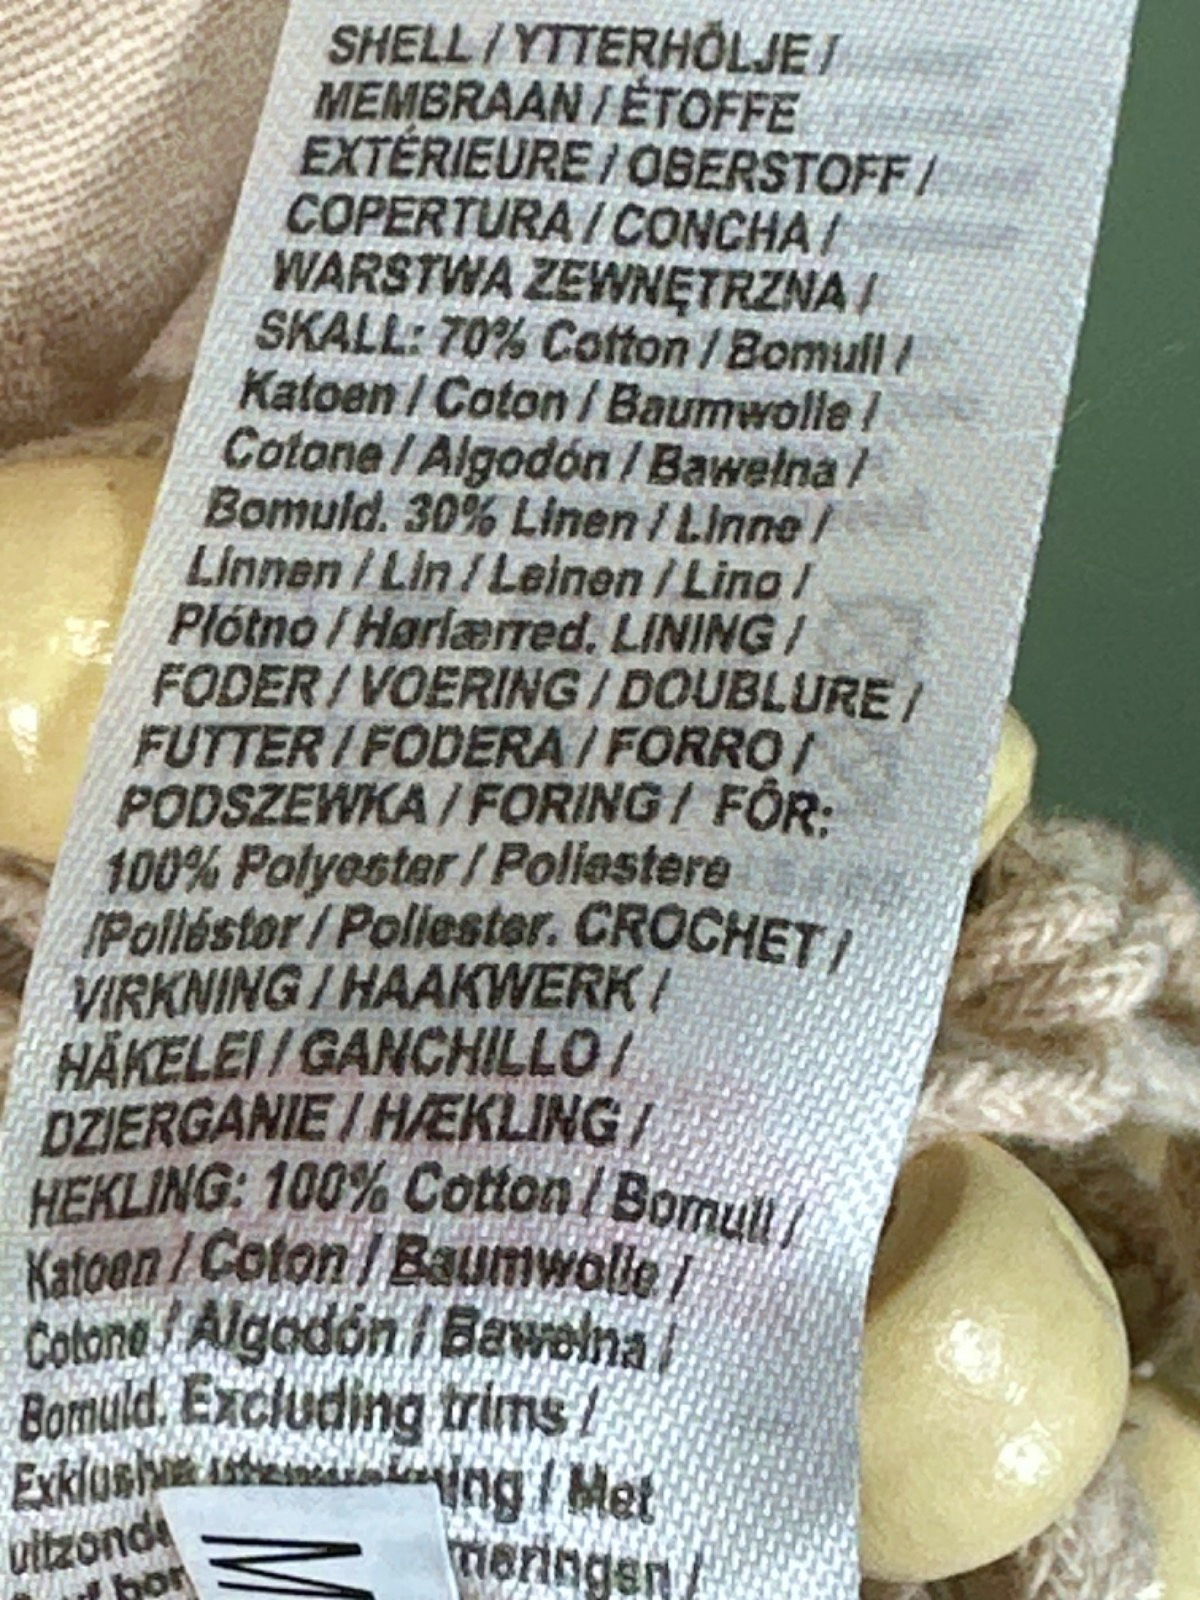 SHELL / YTTERHÖLJE /
MEMBRAAN / ÉTOFFE
EXTÉRIEURE / OBERSTOFF /
COPERTURA / CONCHA /
WARSTWA ZEWNĘTRZNA /
SKALL: 70% Cotton / Bomull /
Katoen / Coton / Baumwolle /
Cotone / Algodón / Bawełna /
Bomuld. 30% Linen / Linne /
Linnen / Lin / Leinen / Lino /
Płótno / Hørlærred. LINING /
FODER / VOERING / DOUBLURE /
FUTTER / FODERA / FORRO /
PODSZEWKA / FORING / FÔR:
100% Polyester / Poliestere
/Poliéster / Poliester. CROCHET /
VIRKNING / HAAKWERK /
HÄKELEI / GANCHILLO /
DZIERGANIE / HÆKLING /
HEKLING: 100% Cotton / Bomull /
Katoen / Coton / Baumwolle /
Cotone / Algodón / Bawełna /
Bomuld. Excluding trims /
/ Met
M